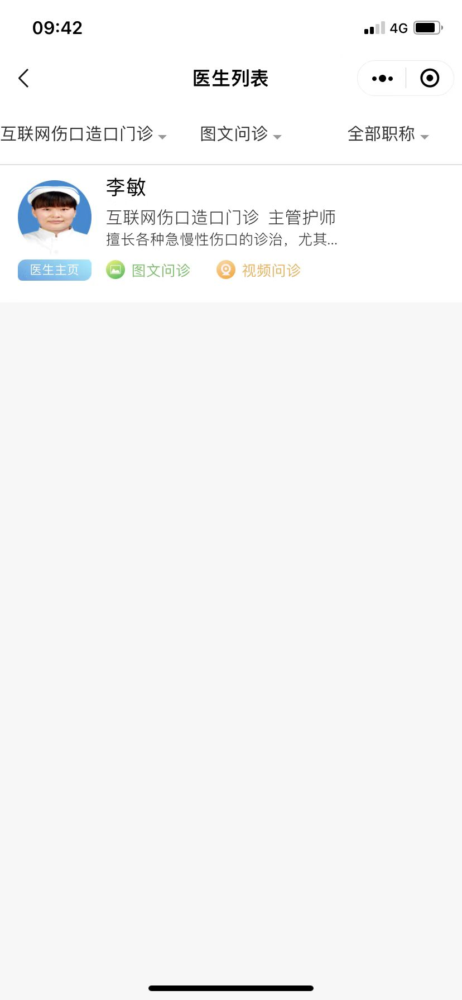 09:42
4G
医生列表
互联网伤口造口门诊 图文问诊 全部职称
李敏
互联网伤口造口门诊 主管护师
擅长各种急慢性伤口的诊治，尤其...
医生主页 图文问诊 视频问诊